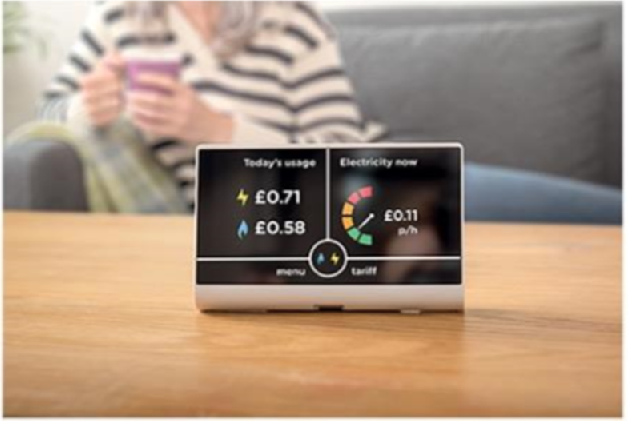 Today's usage
£0.71
£0.58
Electricity now
£0.11
p/h
menu
tariff